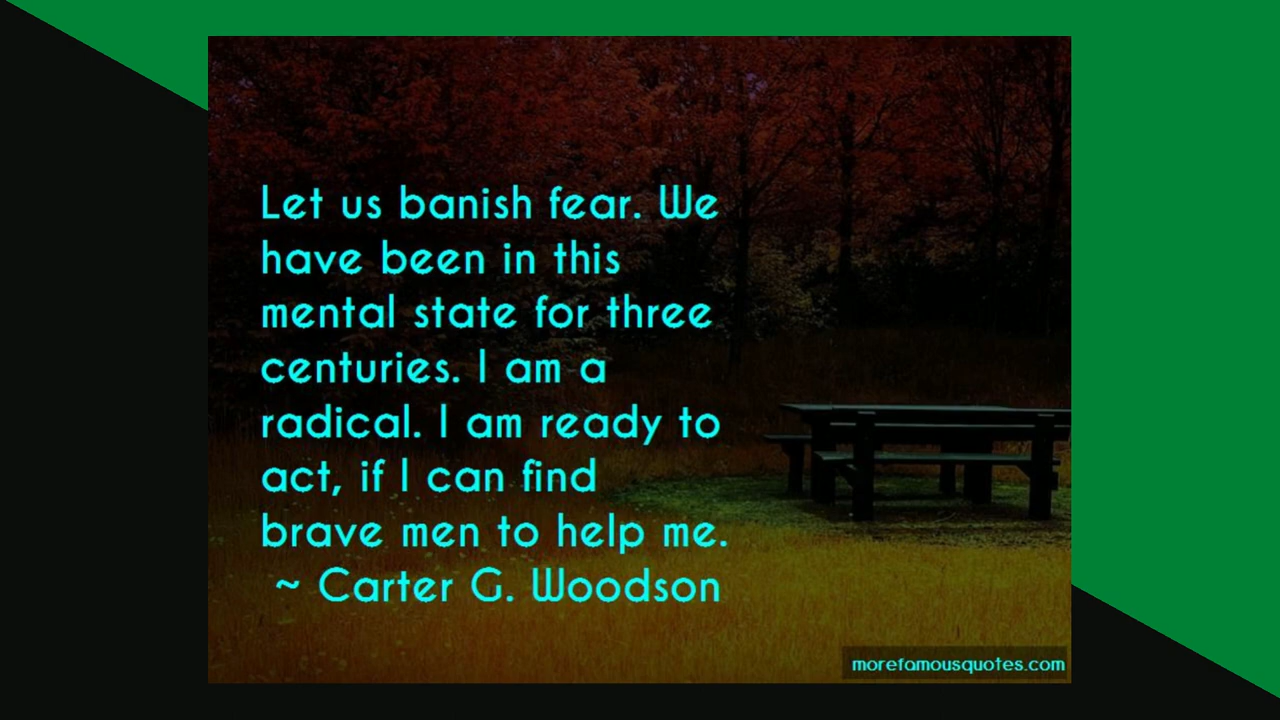 Let us banish fear. We
have been in this
mental state for three
centuries. I am a
radical. I am ready to
act, if I can find
brave men to help me.
~ Carter G. Woodson
morefamousquotes.com